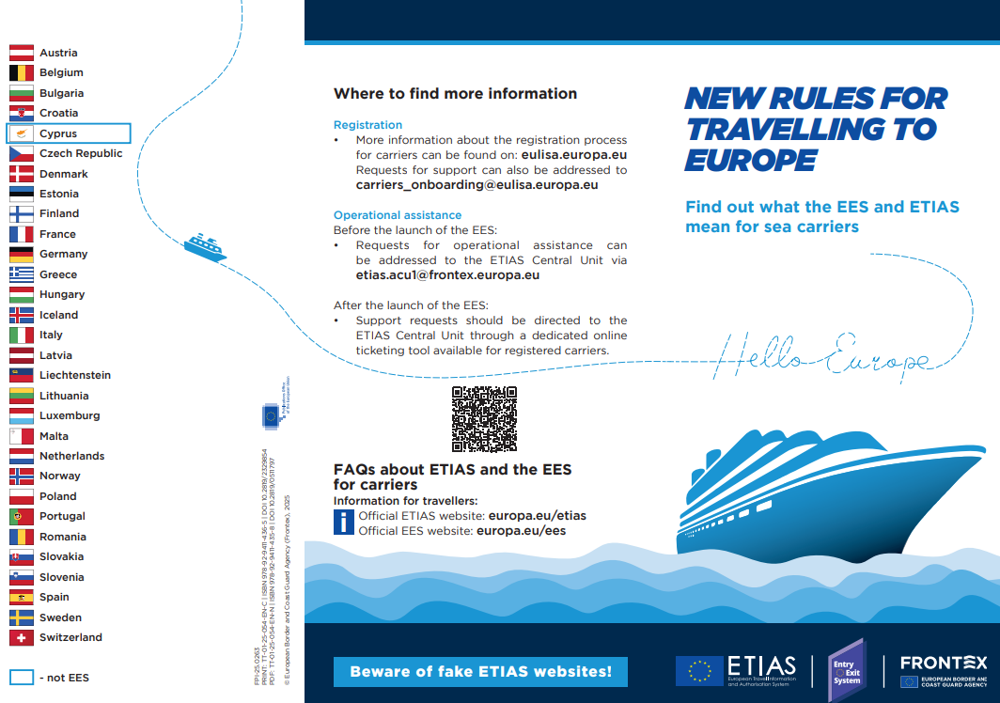 Austria
Belgium
Bulgaria
Croatia
Cyprus
Czech Republic
Denmark
Estonia
Finland
France
Germany
Greece
Hungary
Iceland
Italy
Latvia
Liechtenstein
Lithuania
Luxemburg
Malta
Netherlands
Norway
Poland
Portugal
Romania
Slovakia
Slovenia
Spain
Sweden
Switzerland
- not EES
Publications Office
of the European Union
FPI-25.0263
PRINT: TT-01-25-054-EN-C | ISBN 978-92-9411-436-5 | DOI 10.2819/2329854
PDF: TT-01-25-054-EN-N | ISBN 978-92-9411-435-8 | DOI 10.2819/0511797
© European Border and Coast Guard Agency (Frontex), 2025
Where to find more information
Registration
• More information about the registration process
for carriers can be found on: eulisa.europa.eu
Requests for support can also be addressed to
carriers_onboarding@eulisa.europa.eu
Operational assistance
Before the launch of the EES:
• Requests for operational assistance can
be addressed to the ETIAS Central Unit via
etias.acu1@frontex.europa.eu
After the launch of the EES:
• Support requests should be directed to the
ETIAS Central Unit through a dedicated online
ticketing tool available for registered carriers.
FAQs about ETIAS and the EES
for carriers
Information for travellers:
i Official ETIAS website: europa.eu/etias
Official EES website: europa.eu/ees
Beware of fake ETIAS websites!
NEW RULES FOR
TRAVELLING TO
EUROPE
Find out what the EES and ETIAS
mean for sea carriers
Hello Europe
ETIAS
European Travel Information
and Authorisation System
Entry
Exit
System
FRONTEX
EUROPEAN BORDER AND
COAST GUARD AGENCY